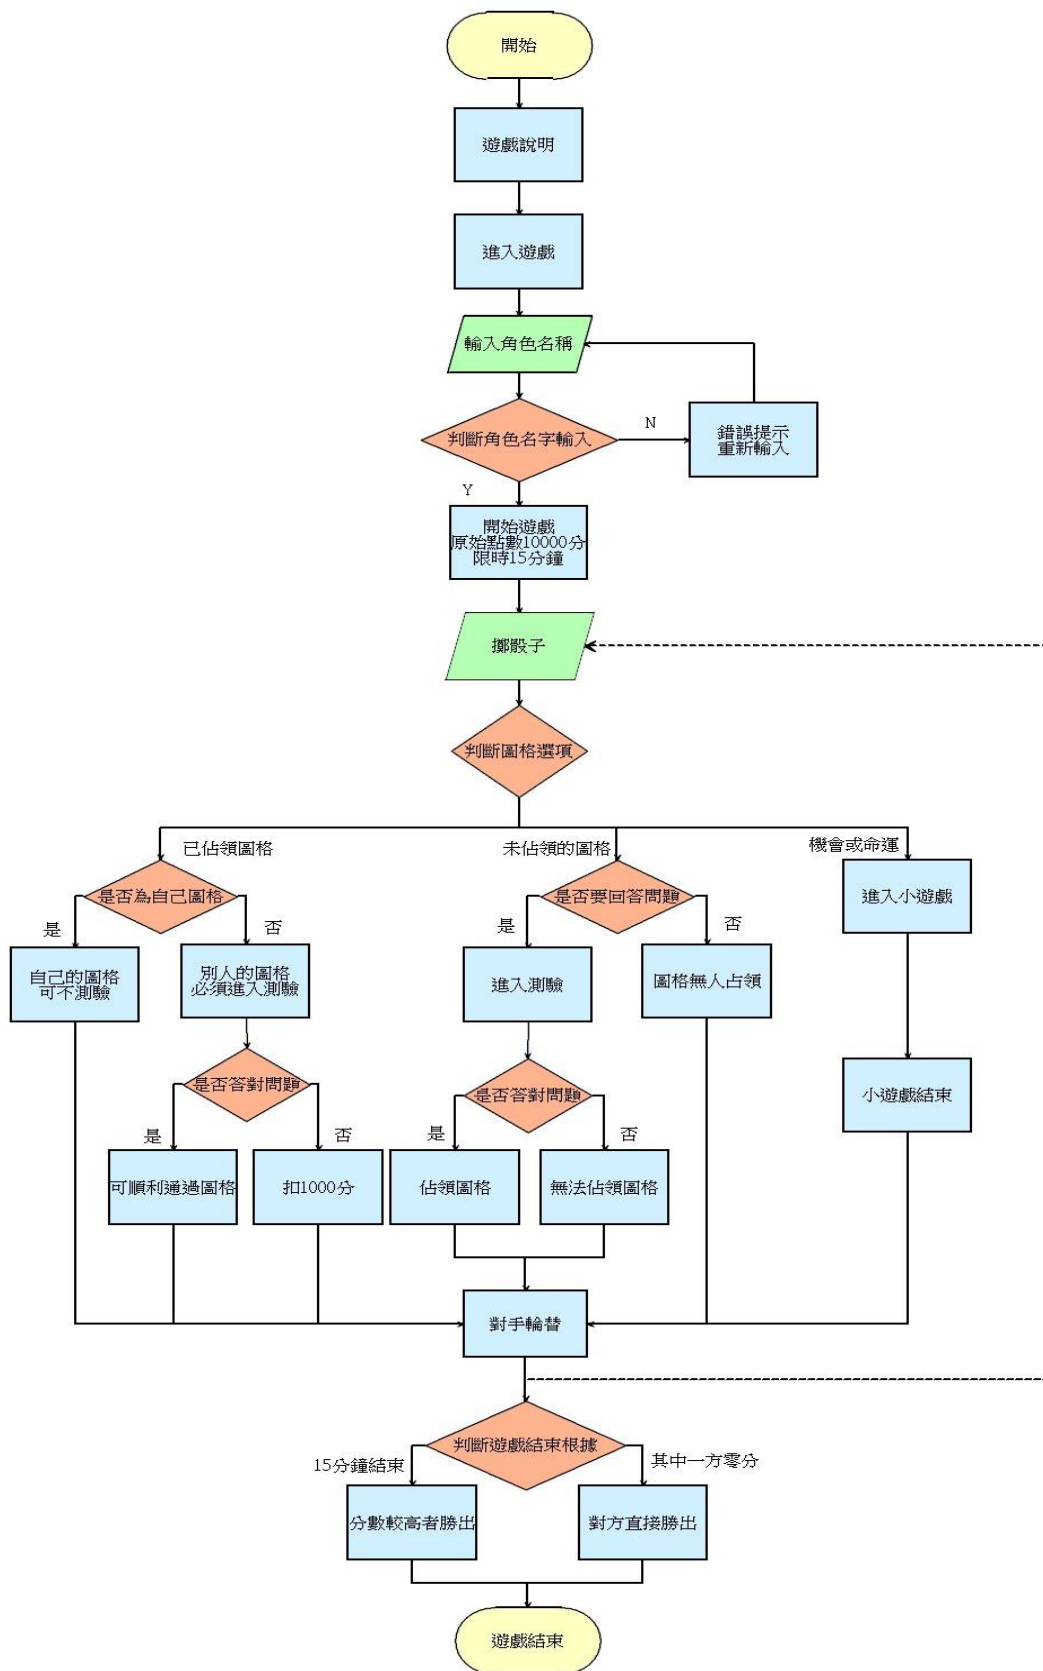 開始
遊戲說明
進入遊戲
輸入角色名稱
判斷角色名字輸入
N
錯誤提示
重新輸入
Y
開始遊戲
原始點數10000分
限時15分鐘
擲骰子
判斷圖格選項
已佔領圖格
未佔領的圖格
機會或命運
是否為自己圖格
是否要回答問題
進入小遊戲
是
否
是
否
自己的圖格
可不測驗
別人的圖格
必須進入測驗
進入測驗
圖格無人占領
是否答對問題
是否答對問題
小遊戲結束
是
否
是
否
可順利通過圖格
扣1000分
佔領圖格
無法佔領圖格
對手輪替
判斷遊戲結束根據
15分鐘結束
其中一方零分
分數較高者勝出
對方直接勝出
遊戲結束